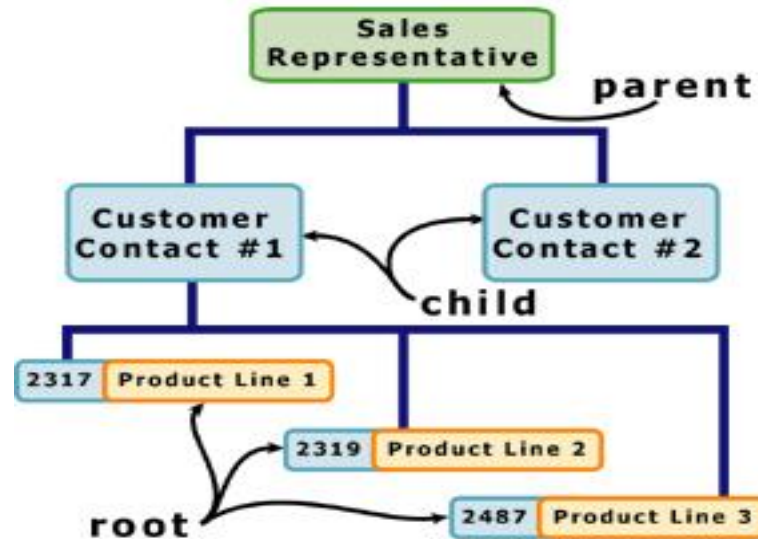 Sales
Representative
parent
Customer
Contact #1
Customer
Contact #2
child
2317 Product Line 1
2319 Product Line 2
root
2487 Product Line 3